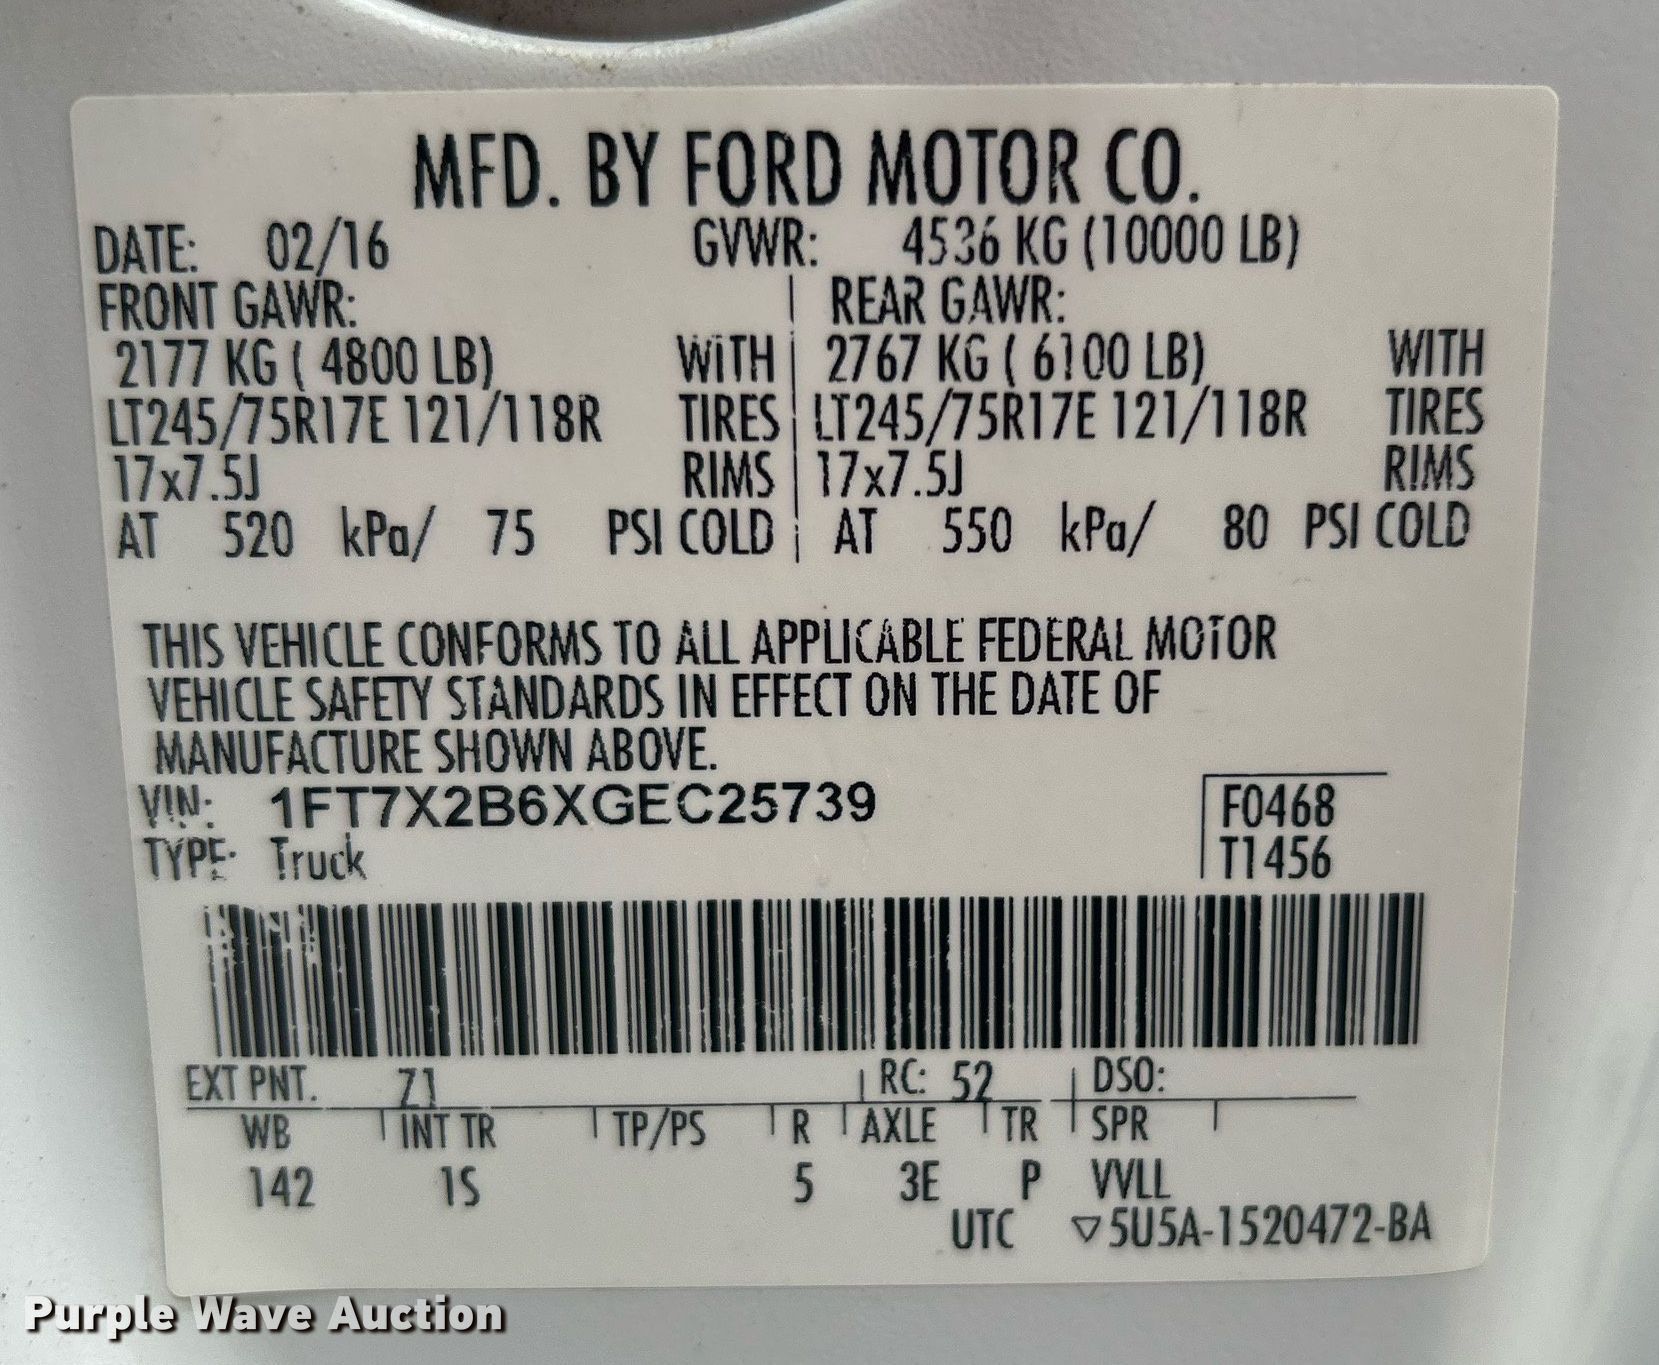 MFD. BY FORD MOTOR CO.
DATE: 02/16 GVWR: 4536 KG (10000 LB)
FRONT GAWR: REAR GAWR:
2177 KG ( 4800 LB) WITH 2767 KG ( 6100 LB) WITH
LT245/75R17E 121/118R TIRES LT245/75R17E 121/118R TIRES
17x7.5J RIMS 17x7.5J RIMS
AT 520 kPa/ 75 PSI COLD AT 550 kPa/ 80 PSI COLD
THIS VEHICLE CONFORMS TO ALL APPLICABLE FEDERAL MOTOR
VEHICLE SAFETY STANDARDS IN EFFECT ON THE DATE OF
MANUFACTURE SHOWN ABOVE.
VIN: 1FT7X2B6XGEC25739 F0468
TYPE: Truck T1456
EXT PNT. Z1 RC: 52 DSO:
WB INT TR TP/PS R AXLE TR SPR
142 1S 5 3E P VVLL
UTC ▽5U5A-1520472-BA
Purple Wave Auction